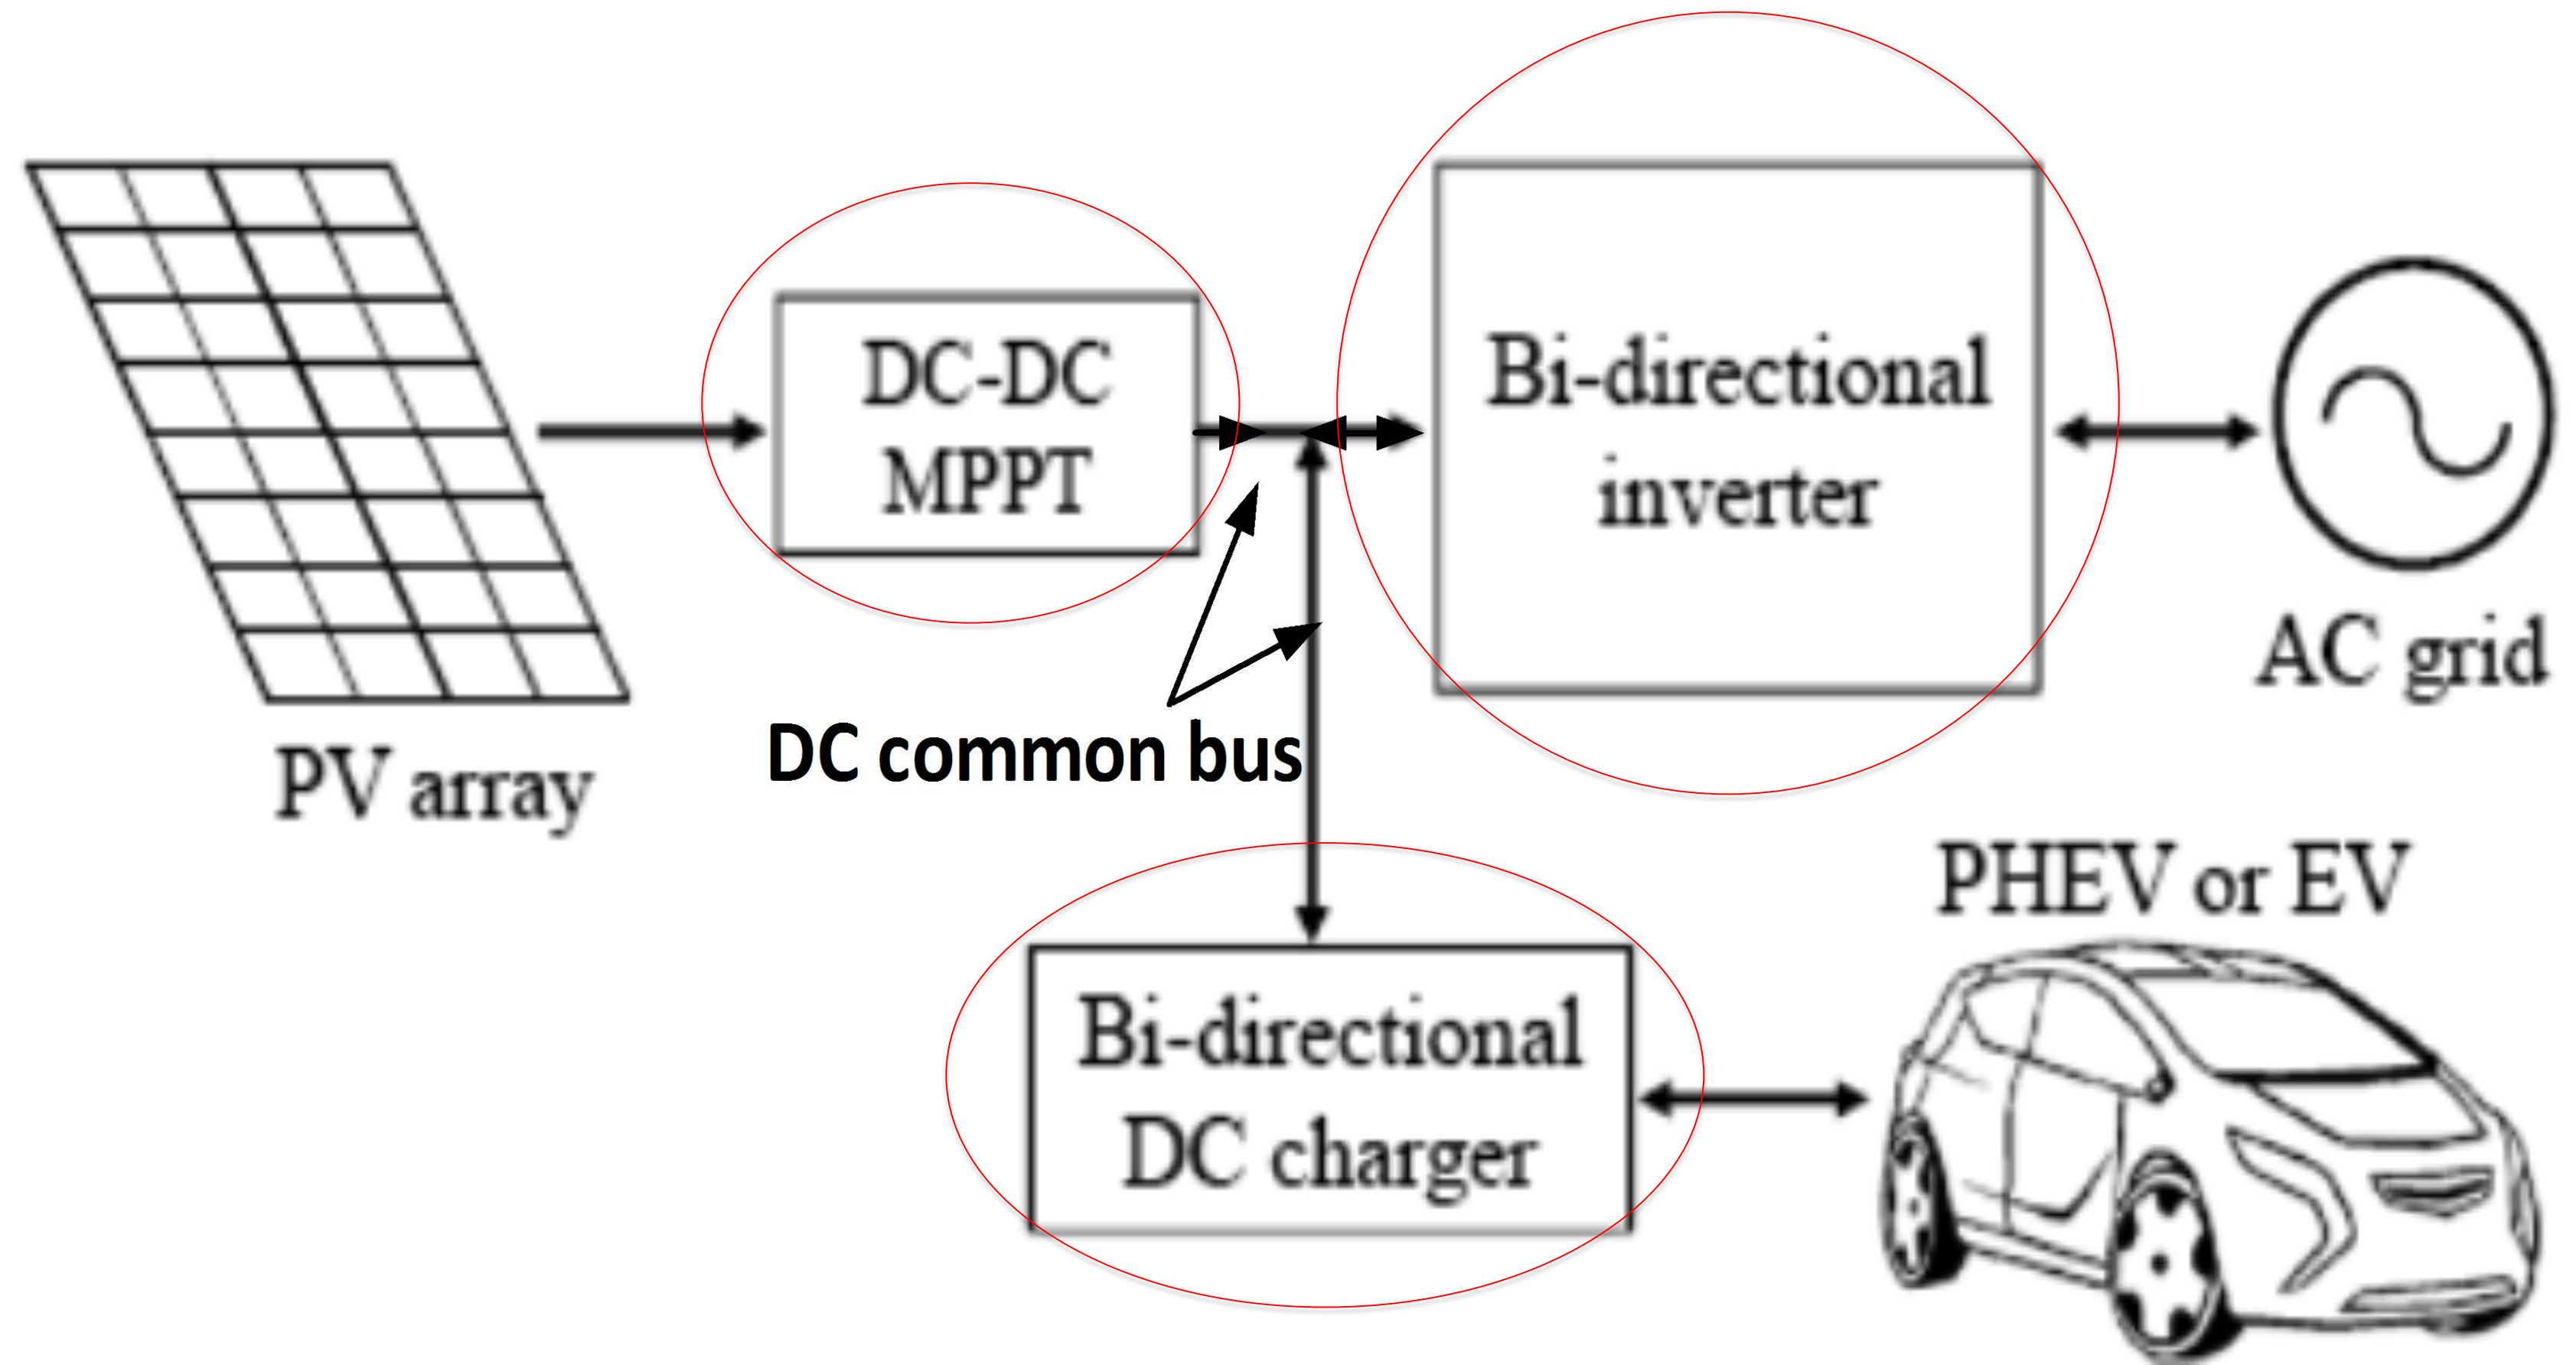 DC-DC
MPPT
Bi-directional
inverter
AC grid
PV array
DC common bus
PHEV or EV
Bi-directional
DC charger